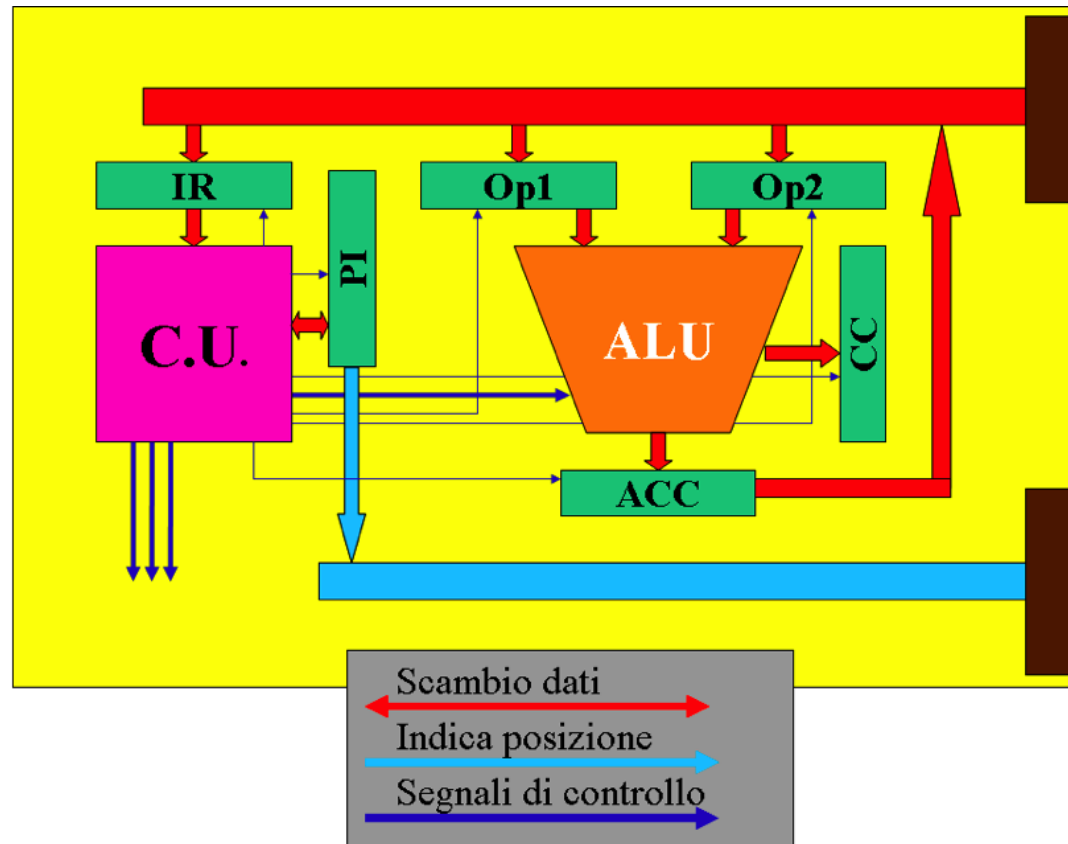 IR
Op1
Op2
PI
C.U.
ALU
CC
ACC
Scambio dati
Indica posizione
Segnali di controllo